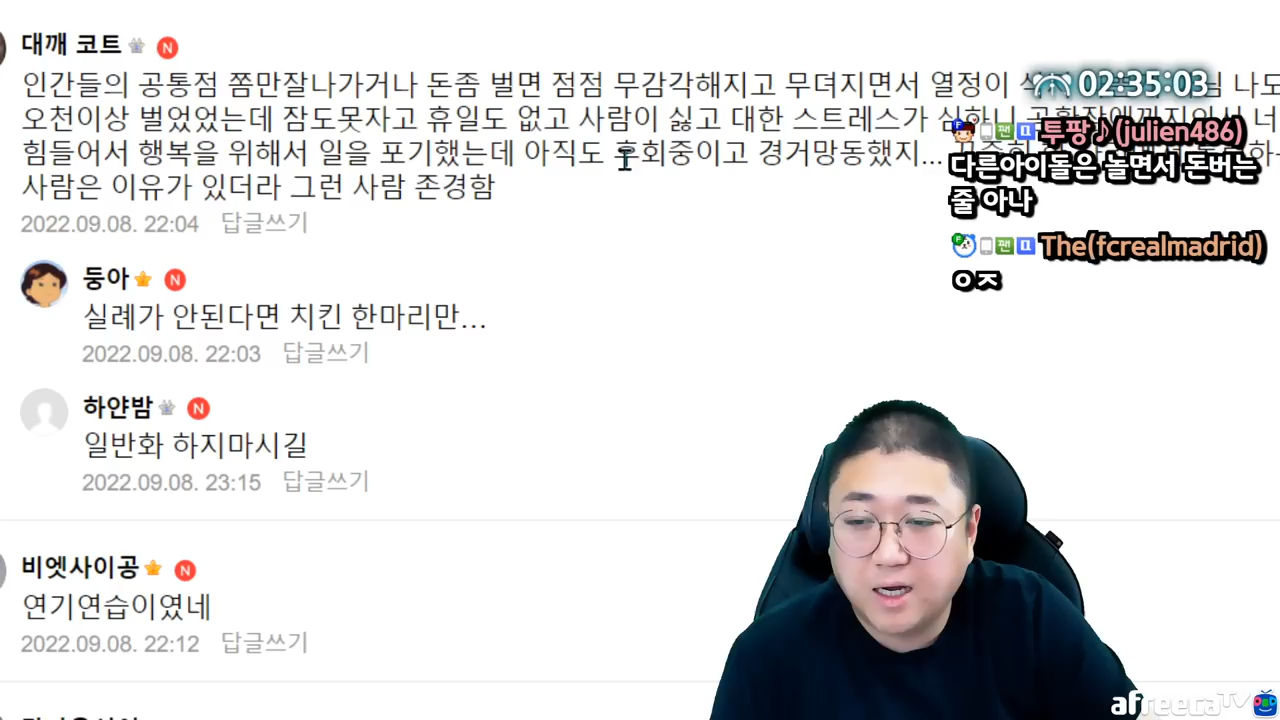 대깨 코트 N
인간들의 공통점 쫌만잘나가거나 돈좀 벌면 점점 무감각해지고 무뎌지면서 열정이 나도
오천이상 벌었었는데 잠도못자고 휴일도 없고 사람이 싫고 대한 스트레스가 너
힘들어서 행복을 위해서 일을 포기했는데 아직도 후회중이고 경거망동했지...
사람은 이유가 있더라 그런 사람 존경함
2022.09.08. 22:04 답글쓰기
둥아 N
실례가 안된다면 치킨 한마리만...
2022.09.08. 22:03 답글쓰기
하얀밤 N
일반화 하지마시길
2022.09.08. 23:15 답글쓰기
비엣사이공 N
연기연습이였네
2022.09.08. 22:12 답글쓰기
02:35:03
F 팬 투팡♪(julien486)
다른아이돌은 놀면서 돈버는
줄 아나
F 팬 The(fcrealmadrid)
ㅇㅈ
afreecaTV